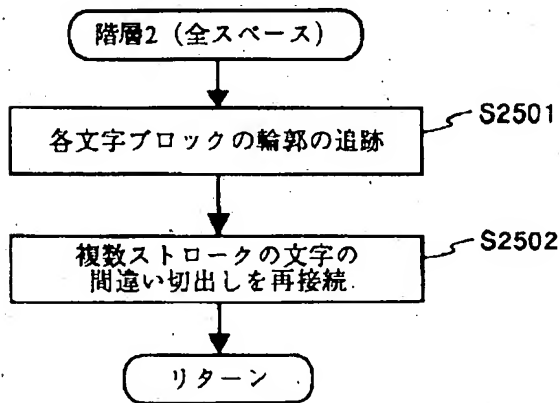 階層2（全スペース）
各文字ブロックの輪郭の追跡
S2501
複数ストロークの文字の
間違い切出しを再接続
S2502
リターン